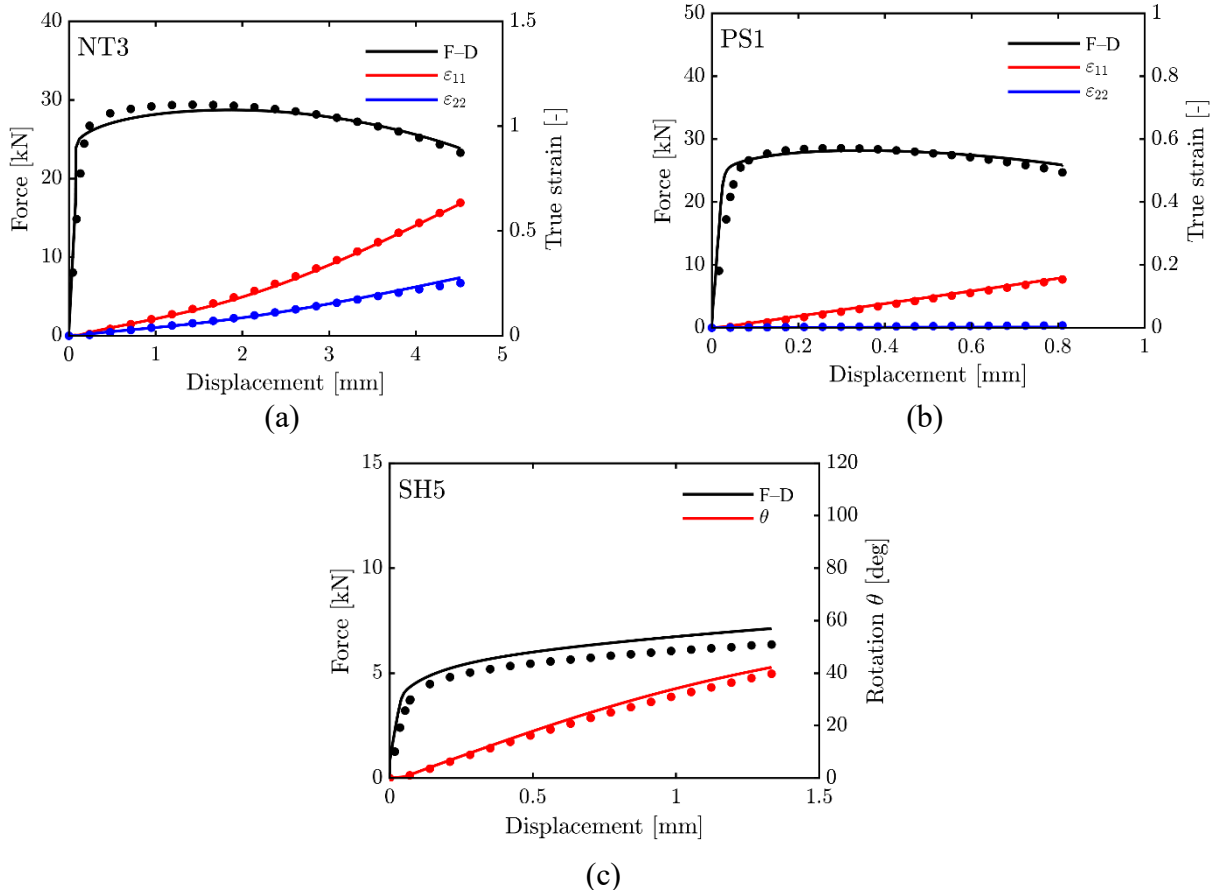 NT3
F–D
ε11
ε22
40
30
20
10
0
Force [kN]
1.5
1
0.5
0
True strain [-]
0
1
2
3
4
5
Displacement [mm]
(a)
PS1
F–D
ε11
ε22
50
40
30
20
10
0
Force [kN]
1
0.8
0.6
0.4
0.2
0
True strain [-]
0
0.2
0.4
0.6
0.8
1
Displacement [mm]
(b)
SH5
F–D
θ
15
10
5
0
Force [kN]
120
100
80
60
40
20
0
Rotation θ [deg]
0
0.5
1
1.5
Displacement [mm]
(c)